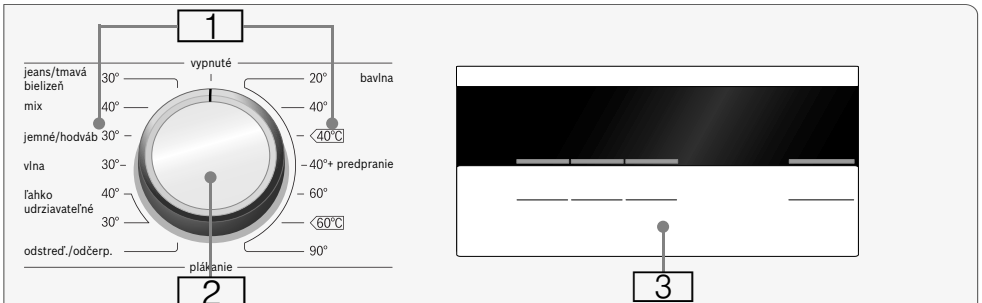 1
vypnuté
jeans/tmavá
bielizeň
30°
20°
bavlna
mix
40°
40°
jemné/hodváb
30°
40°C
vlna
30°
40°+ predpranie
ľahko
udržiavateľné
40°
60°
30°
60°C
odstreď./odčerp.
90°
plákanie
2
3